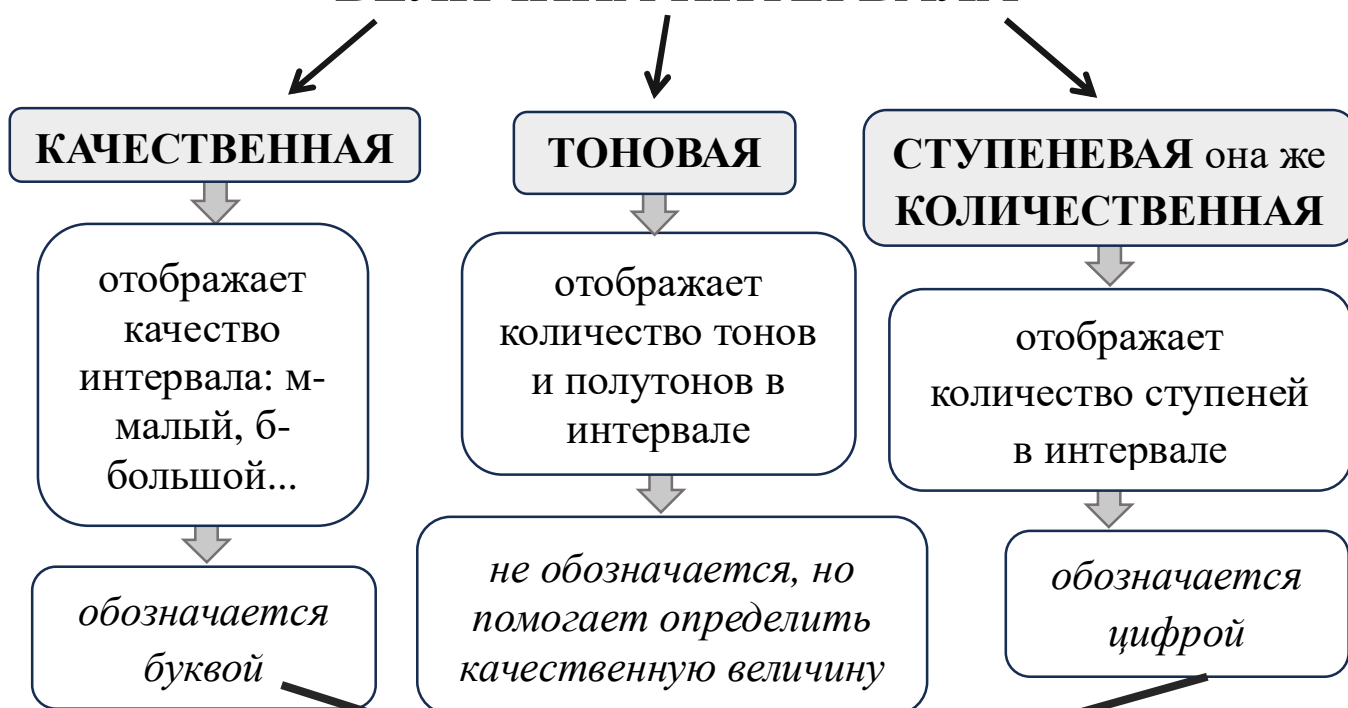 КАЧЕСТВЕННАЯ
отображает
качество
интервала: м-
малый, б-
большой...
обозначается
буквой
ТОНОВАЯ
отображает
количество тонов
и полутонов в
интервале
не обозначается, но
помогает определить
качественную величину
СТУПЕНЕВАЯ она же
КОЛИЧЕСТВЕННАЯ
отображает
количество ступеней
в интервале
обозначается
цифрой